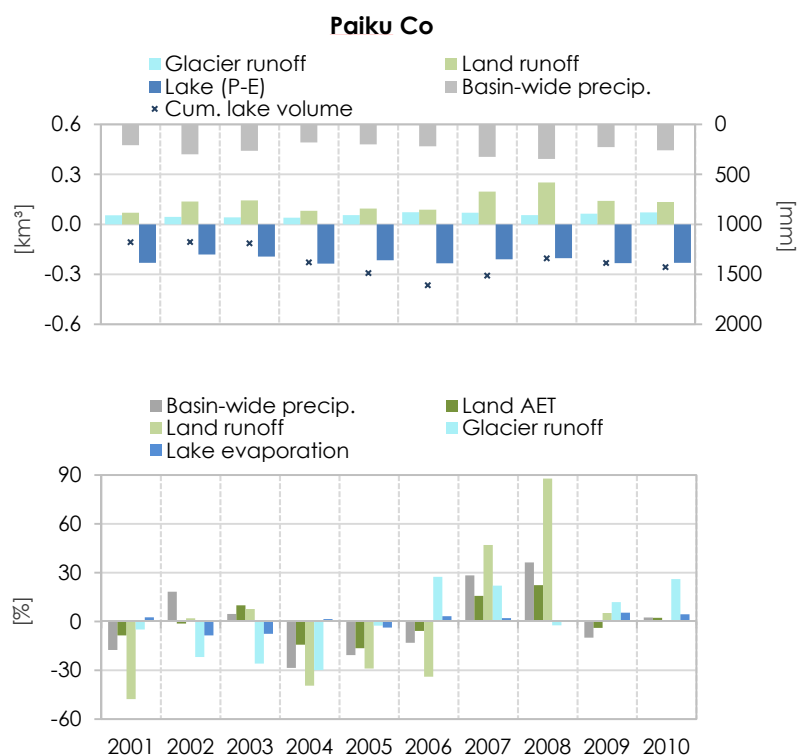 Paiku Co
Glacier runoff Land runoff
Lake (P-E) Basin-wide precip.
Cum. lake volume
0.6 0
0.3 500
0.0 1000
-0.3 1500
-0.6 2000
[km³] [mm]
Basin-wide precip. Land AET
Land runoff Glacier runoff
Lake evaporation
90
60
30
0
-30
-60
[%]
2001 2002 2003 2004 2005 2006 2007 2008 2009 2010